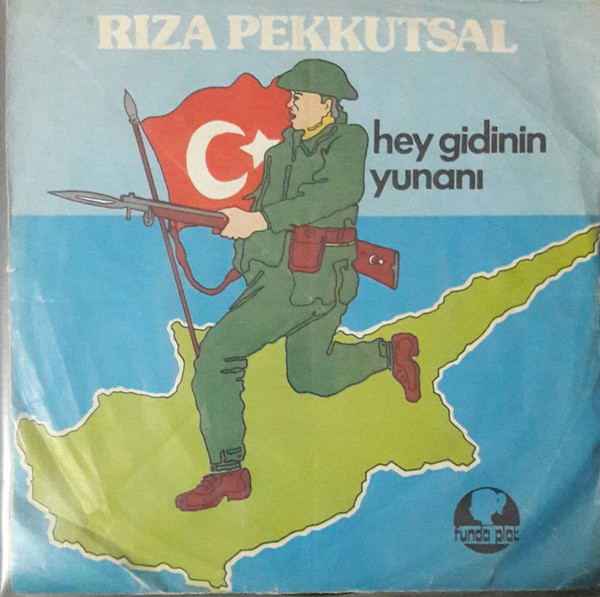 RIZA PEKKUTSAL
hey gidinin
yunanı
funda plak